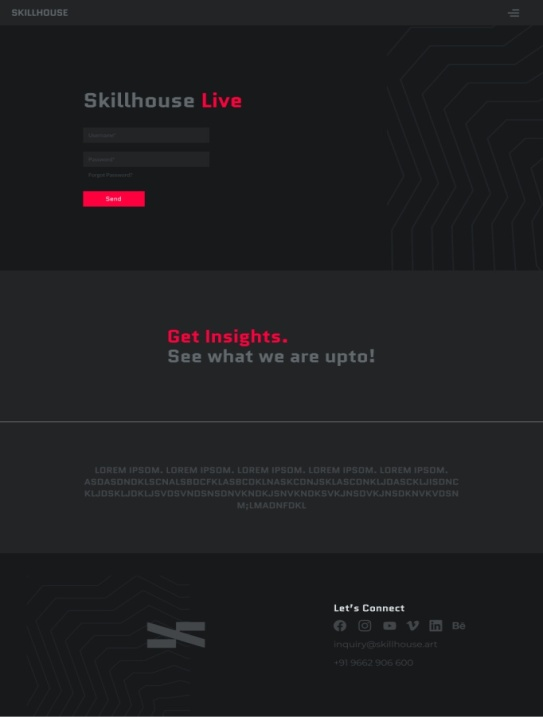 SKILLHOUSE
Skillhouse Live
Username*
Password*
Forgot Password?
Send
Get Insights.
See what we are upto!
LOREM IPSOM. LOREM IPSOM. LOREM IPSOM. LOREM IPSOM. LOREM IPSOM.
M;LMADNFDKL
Let's Connect
Bē
inquiry@skillhouse.art
+91 9662 906 600